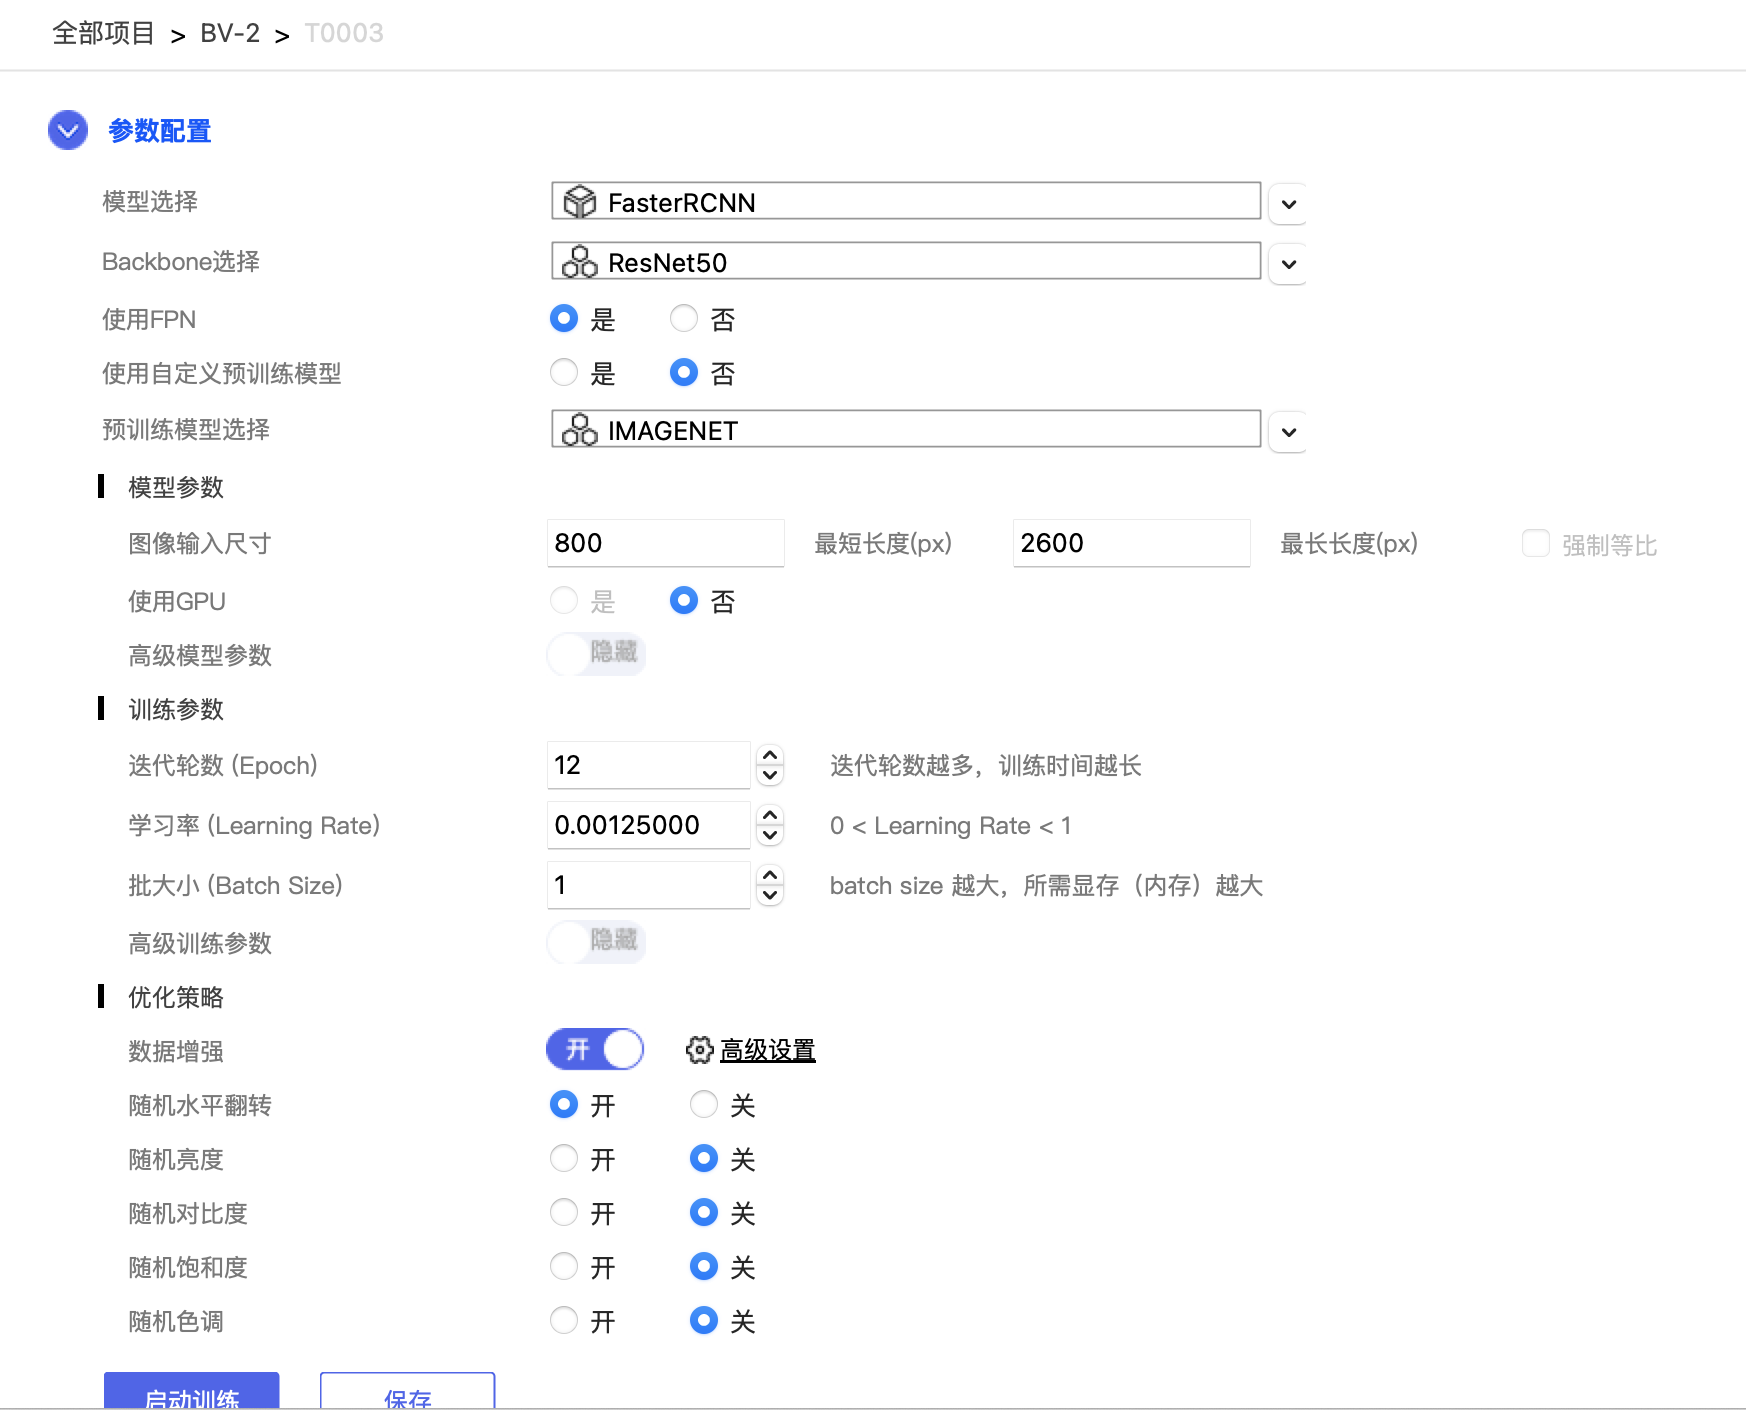 全部项目 > BV-2 > T0003
参数配置
模型选择 FasterRCNN
Backbone选择 ResNet50
使用FPN 是 否
使用自定义预训练模型 是 否
预训练模型选择 IMAGENET
模型参数
图像输入尺寸 800 最短长度(px) 2600 最长长度(px) 强制等比
使用GPU 是 否
高级模型参数 隐藏
训练参数
迭代轮数 (Epoch) 12 迭代轮数越多，训练时间越长
学习率 (Learning Rate) 0.00125000 0 < Learning Rate < 1
批大小 (Batch Size) 1 batch size 越大，所需显存（内存）越大
高级训练参数 隐藏
优化策略
数据增强 开 高级设置
随机水平翻转 开 关
随机亮度 开 关
随机对比度 开 关
随机饱和度 开 关
随机色调 开 关
启动训练 保存